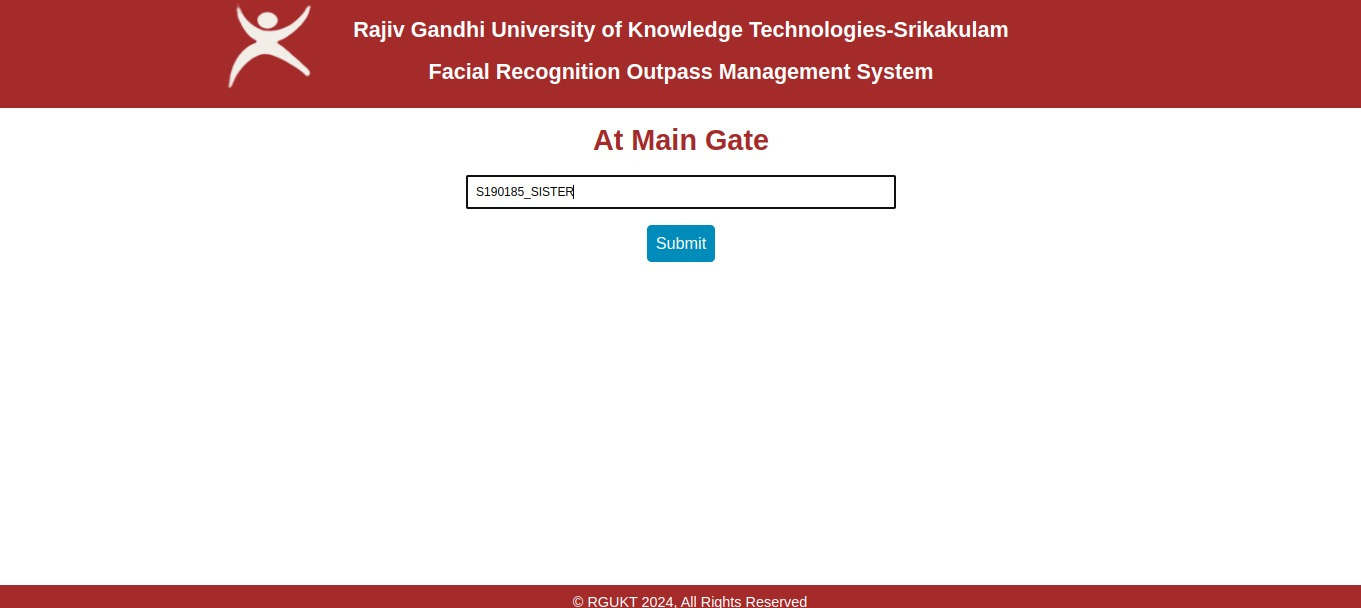 Rajiv Gandhi University of Knowledge Technologies-Srikakulam
Facial Recognition Outpass Management System
At Main Gate
S190185_SISTER
Submit
© RGUKT 2024, All Rights Reserved